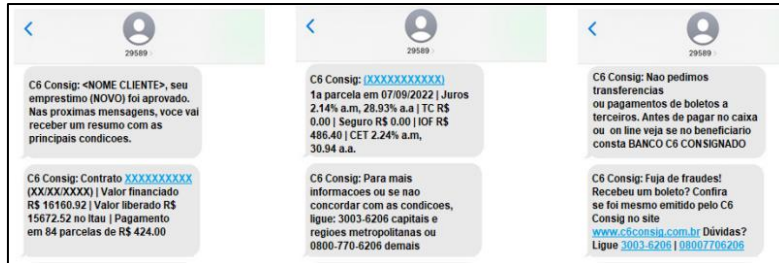 29589
C6 Consig: <NOME CLIENTE>, seu
emprestimo (NOVO) foi aprovado.
Nas proximas mensagens, voce vai
receber um resumo com as
principais condicoes.
C6 Consig: Contrato XXXXXXXXXX
(XX/XX/XXXX) | Valor financiado
R$ 16160.92 | Valor liberado R$
15672.52 no Itau | Pagamento
em 84 parcelas de R$ 424.00
29589
C6 Consig: (XXXXXXXXXXX)
1a parcela em 07/09/2022 | Juros
2.14% a.m, 28.93% a.a | TC R$
0.00 | Seguro R$ 0.00 | IOF R$
486.40 | CET 2.24% a.m,
30.94 a.a.
C6 Consig: Para mais
informacoes ou se nao
concordar com as condicoes,
ligue: 3003-6206 capitais e
regioes metropolitanas ou
0800-770-6206 demais
29589
C6 Consig: Nao pedimos
transferencias
ou pagamentos de boletos a
terceiros. Antes de pagar no caixa
ou on line veja se no beneficiario
consta BANCO C6 CONSIGNADO
C6 Consig: Fuja de fraudes!
Recebeu um boleto? Confira
se foi mesmo emitido pelo C6
Consig no site
www.c6consig.com.br Dúvidas?
Ligue 3003-6206 | 08007706206